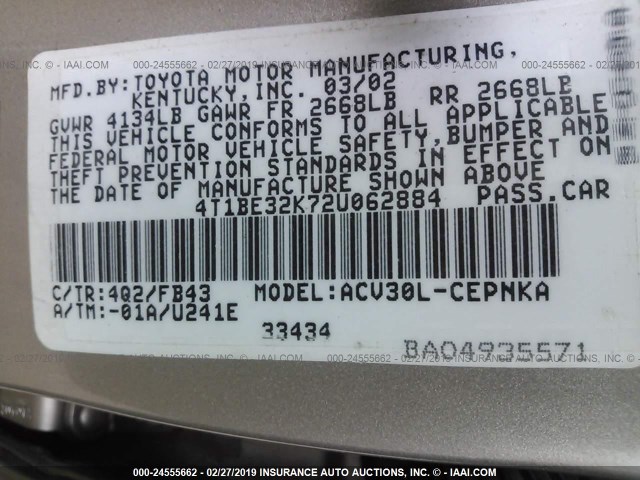 MFD.BY:TOYOTA MOTOR MANUFACTURING,
KENTUCKY,INC. 03/02
GVWR 4134LB GAWR FR 2668LB RR 2668LB
THIS VEHICLE CONFORMS TO ALL APPLICABLE
FEDERAL MOTOR VEHICLE SAFETY,BUMPER AND
THEFT PREVENTION STANDARDS IN EFFECT ON
THE DATE OF MANUFACTURE SHOWN ABOVE
4T1BE32K72U062884 PASS.CAR
C/TR:4Q2/FB43 MODEL:ACV30L-CEPNKA
A/TM:-01A/U241E
33434
BA04935571
000-24555662 - 02/27/2019 INSURANCE AUTO AUCTIONS, INC. - © IAAI.COM